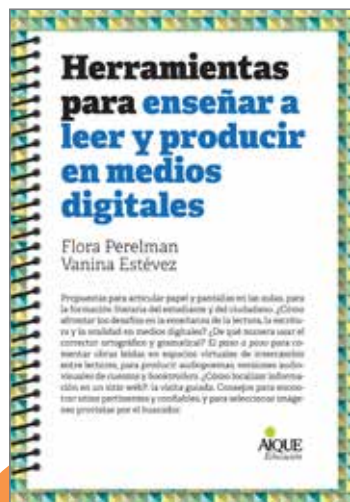 Herramientas
para enseñar a
leer y producir
en medios
digitales
Flora Perelman
Vanina Estévez
Propuestas para articular papel y pantallas en las aulas, para
la formación literaria del estudiante y del ciudadano. ¿Cómo
afrontar los desafíos en la enseñanza de la lectura, la escritu-
ra y la oralidad en medios digitales? ¿De qué manera usar el
corrector ortográfico y gramatical? El paso a paso para co-
mentar obras leídas en espacios virtuales de intercambio
entre lectores, para producir audiopoemas, versiones audio-
visuales de cuentos y booktrailers. ¿Cómo localizar informa-
ción en un sitio web?: la visita guiada. Consejos para encon-
trar sitios pertinentes y confiables, y para seleccionar imáge-
nes provistas por el buscador.
AIQUE
Educación